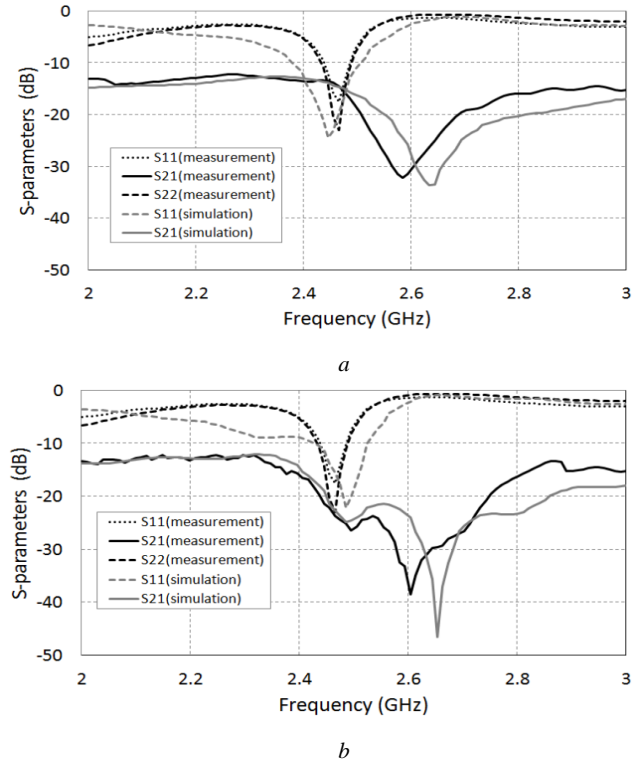 0
-10
-20
-30
-40
-50
S-parameters (dB)
S11(measurement)
S21(measurement)
S22(measurement)
S11(simulation)
S21(simulation)
2 2.2 2.4 2.6 2.8 3
Frequency (GHz)
a
0
-10
-20
-30
-40
-50
S-parameters (dB)
S11(measurement)
S21(measurement)
S22(measurement)
S11(simulation)
S21(simulation)
2 2.2 2.4 2.6 2.8 3
Frequency (GHz)
b